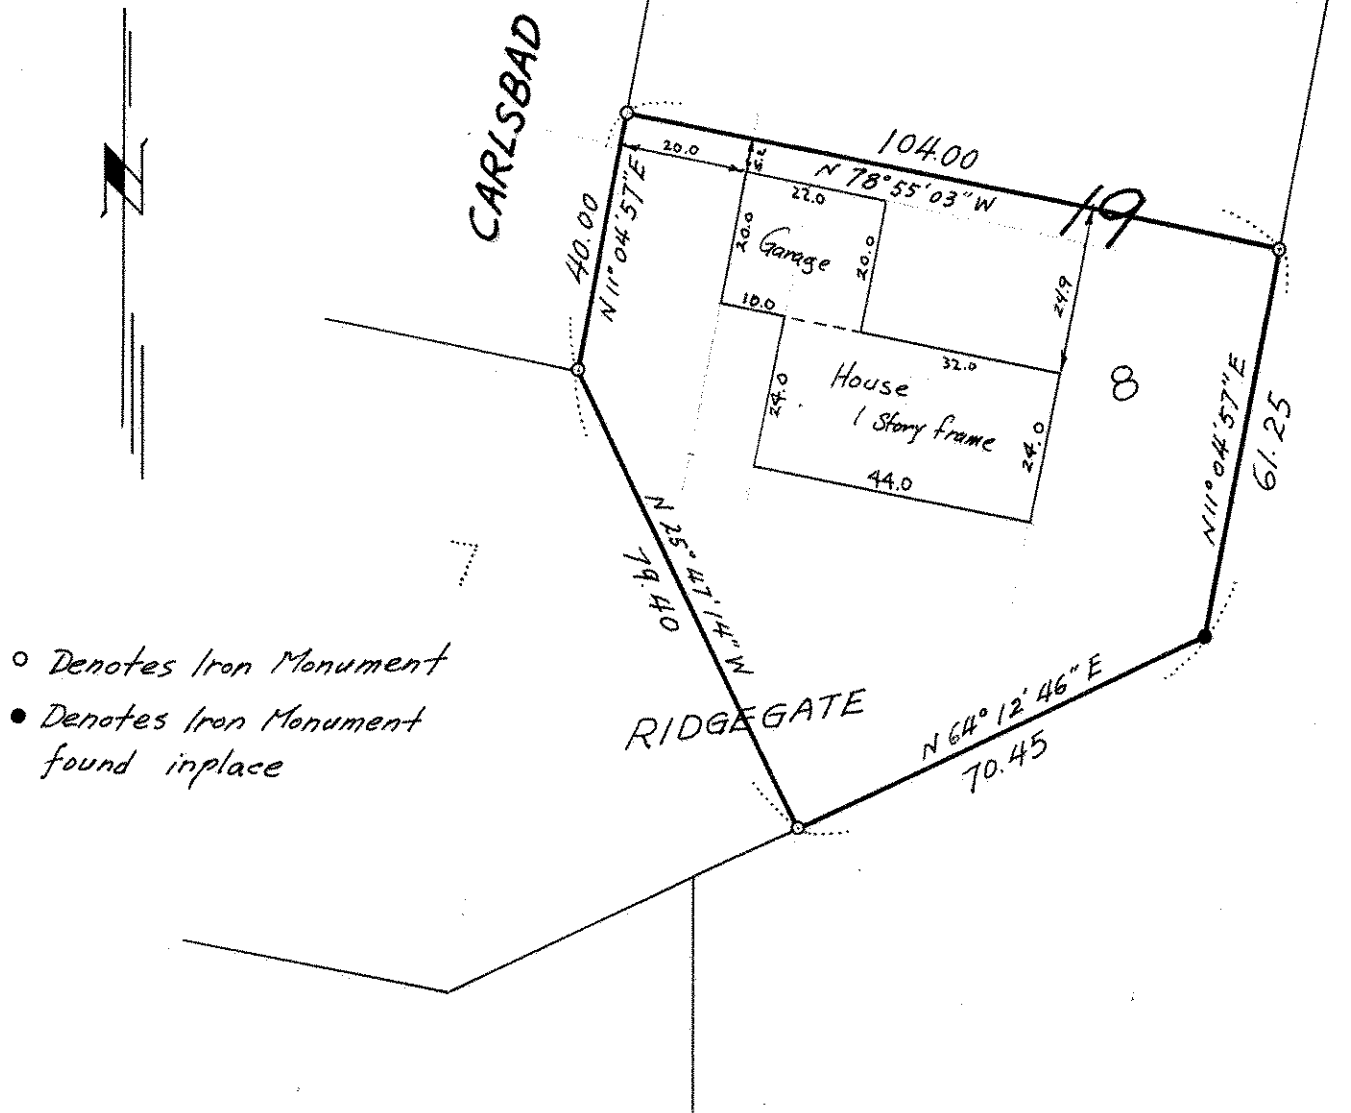 CARLSBAD
N
104.00
N 78°55'03" W
19
20.0
22.0
40.00
N 11° 04' 57" E
20.0
Garage
20.0
24.9
10.0
32.0
House
1 Story frame
24.0
24.0
44.0
8
N 11° 04' 57" E
61.25
N 25° 47' 14" W
79.40
7
RIDGEGATE
N 64° 12' 46" E
70.45
o Denotes Iron Monument
● Denotes Iron Monument
found inplace